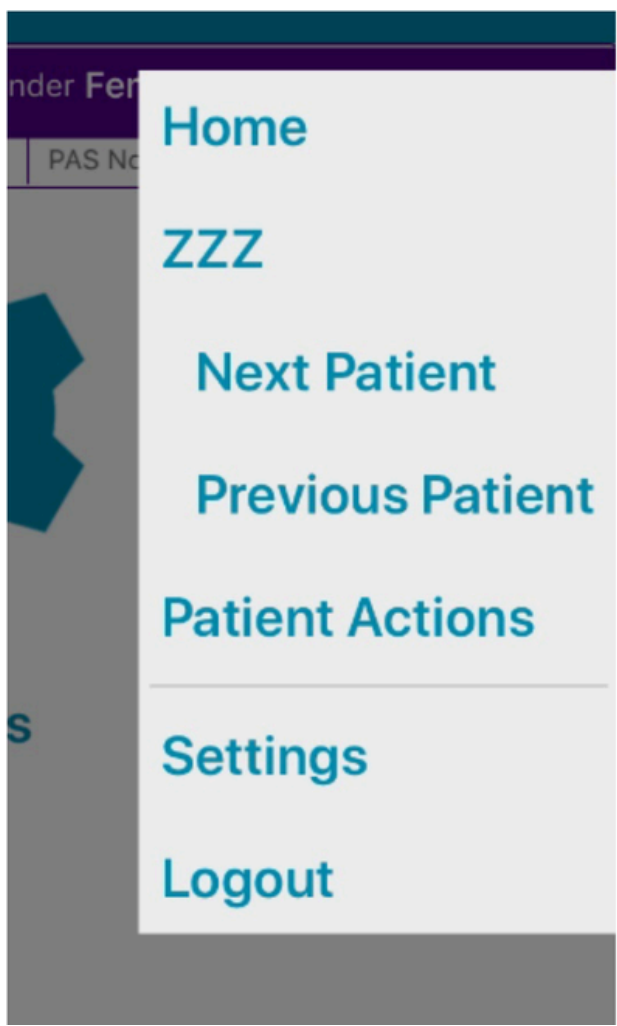 nder Fer
PAS No
Home
ZZZ
Next Patient
Previous Patient
Patient Actions
s
Settings
Logout